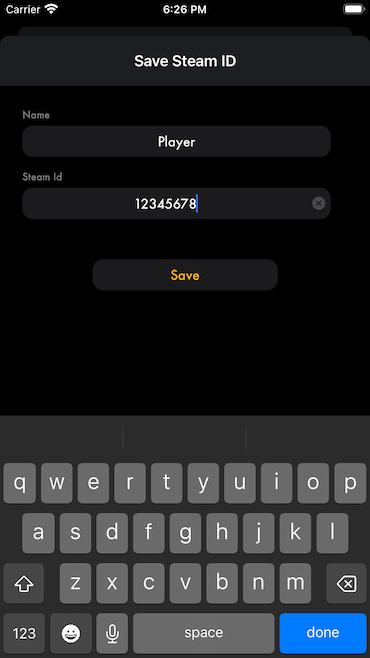 Carrier 6:26 PM
Save Steam ID
Name
Player
Steam Id
12345678
Save
q w e r t y u i o p
a s d f g h j k l
z x c v b n m
123 space done